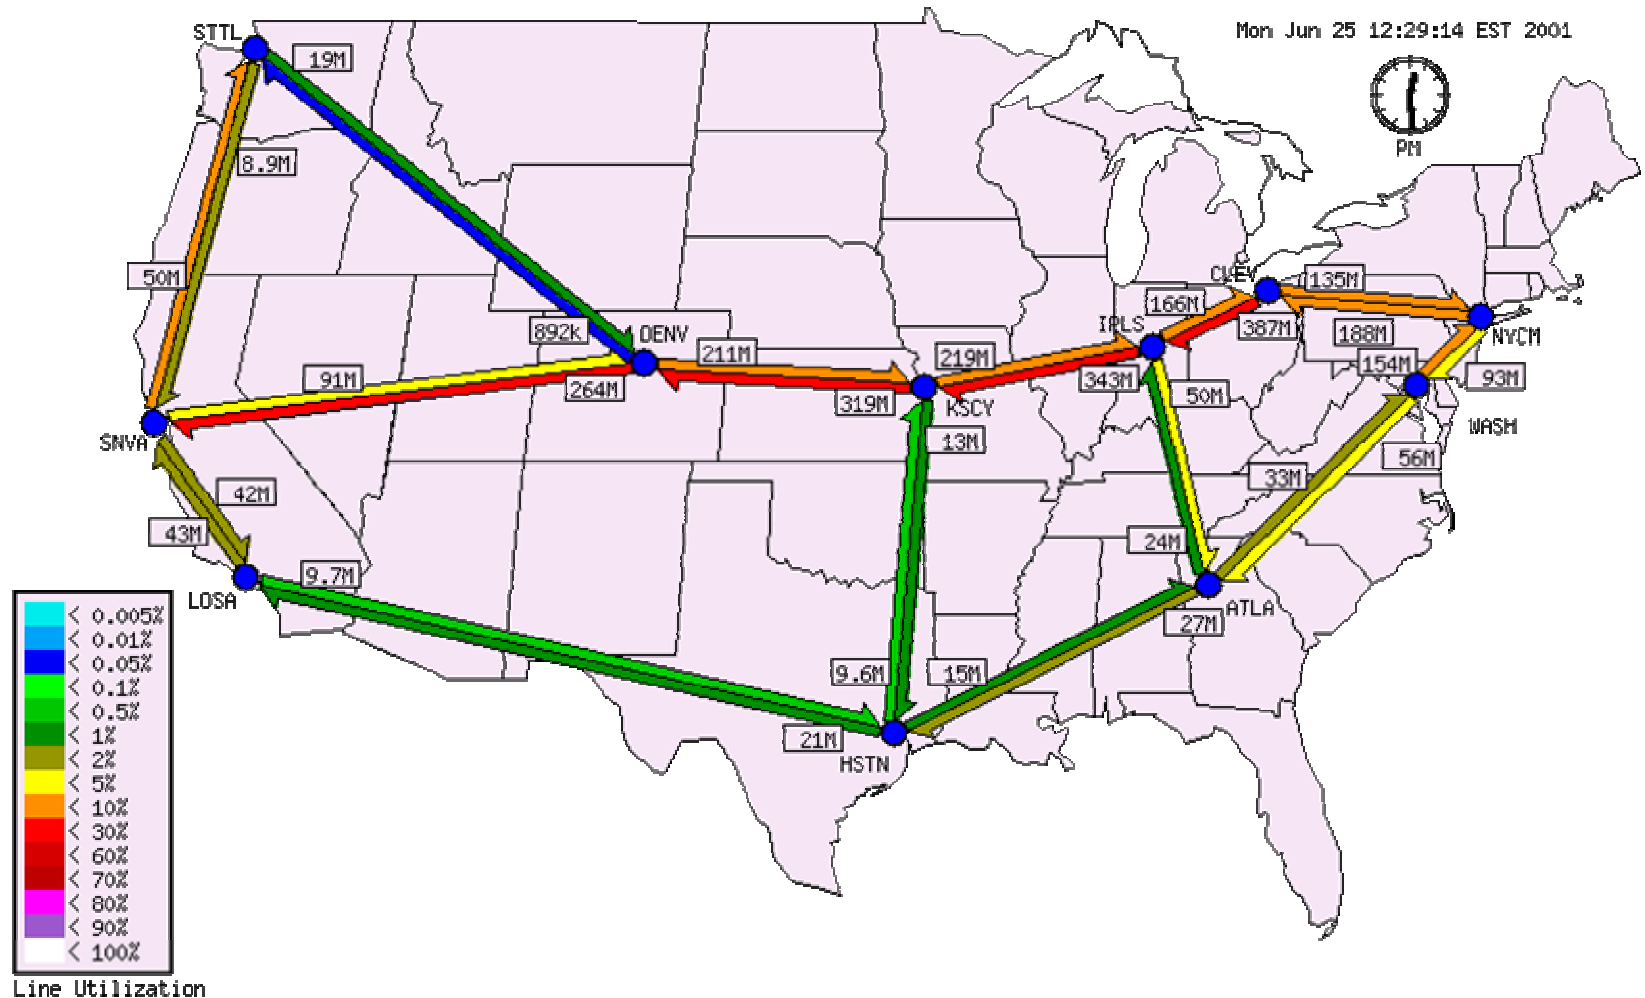 STTL
19M
Mon Jun 25 12:29:14 EST 2001
PM
8.9M
50M
CLEV
135M
166M
387M
188M
IPLS
NYCM
892k
DENV
211M
219M
154M
93M
91M
264M
319M
KSCY
343M
50M
SNVA
13M
WASH
56M
42M
33M
43M
24M
9.7M
LOSA
ATLA
27M
9.6M
15M
21M
HSTN
< 0.005%
< 0.01%
< 0.05%
< 0.1%
< 0.5%
< 1%
< 2%
< 5%
< 10%
< 30%
< 60%
< 70%
< 80%
< 90%
< 100%
Line Utilization